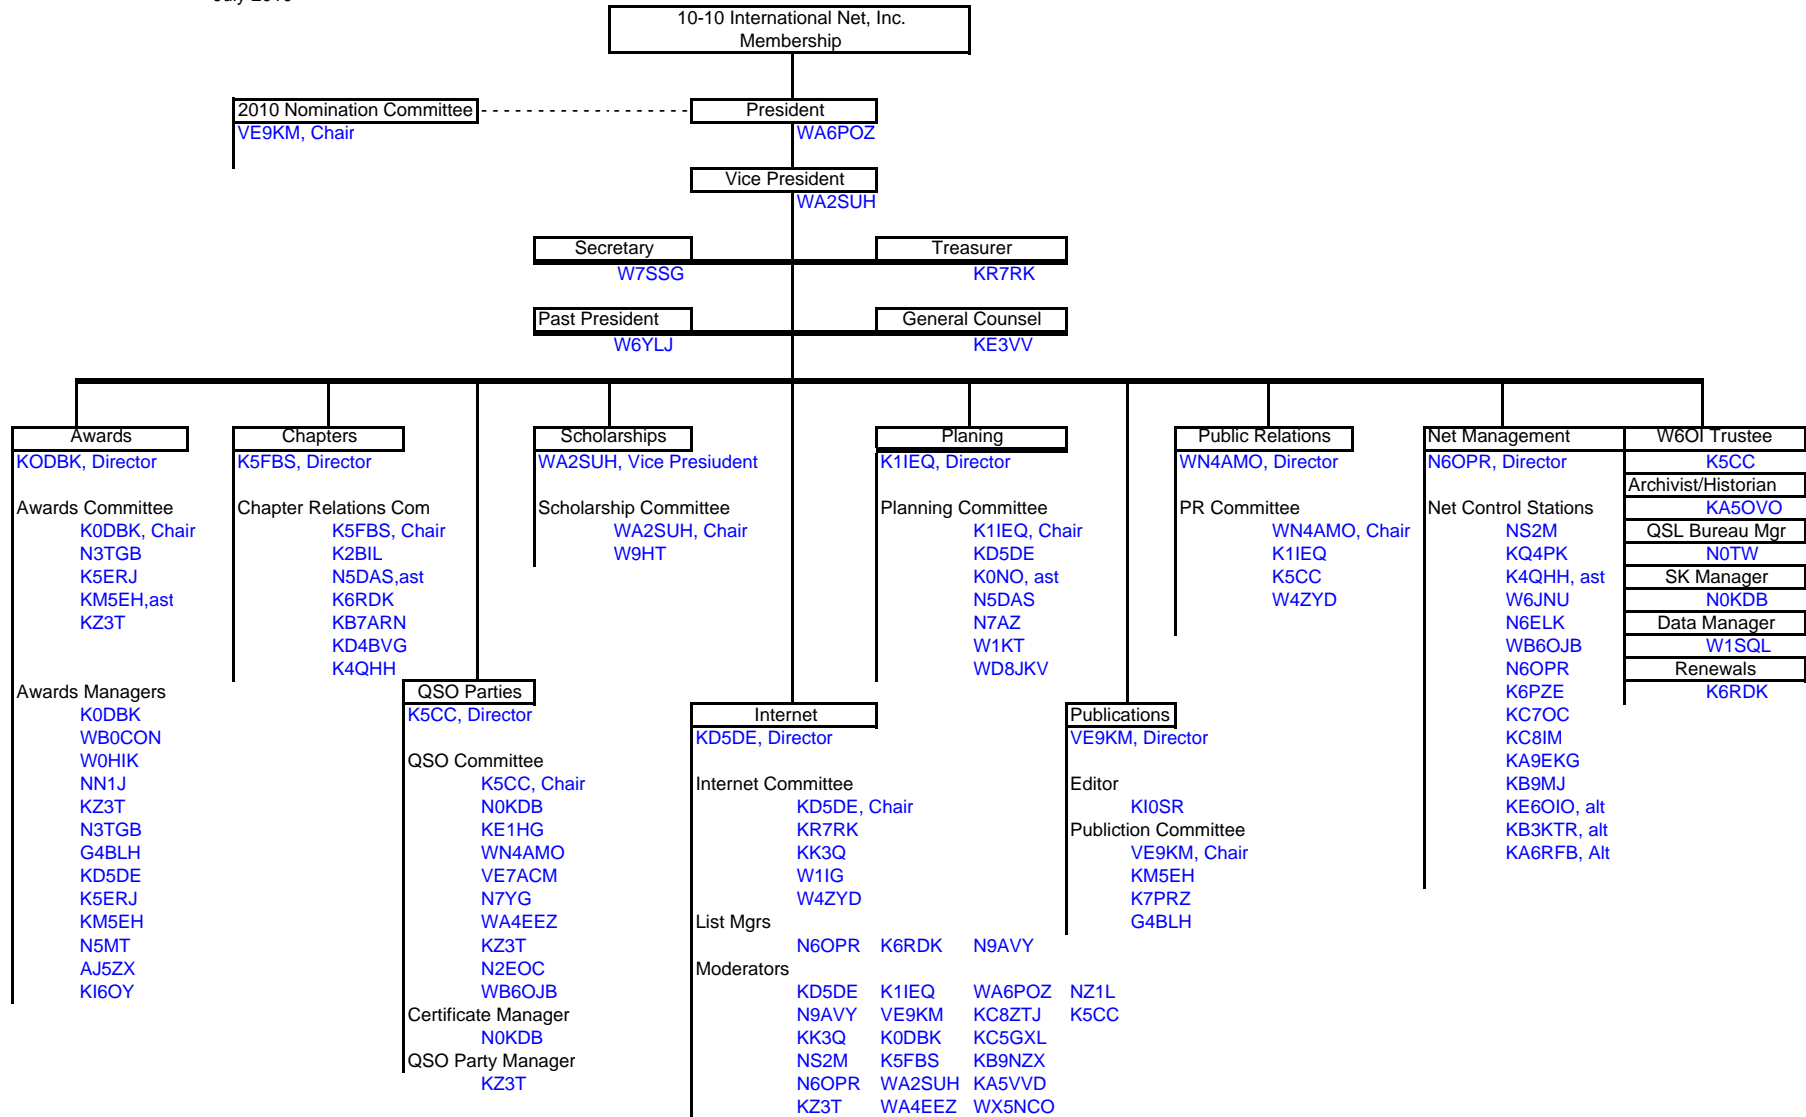 July 2010
10-10 International Net, Inc.
Membership
2010 Nomination Committee
VE9KM, Chair
President
WA6POZ
Vice President
WA2SUH
Secretary
W7SSG
Treasurer
KR7RK
Past President
W6YLJ
General Counsel
KE3VV
Awards
KODBK, Director
Awards Committee
K0DBK, Chair
N3TGB
K5ERJ
KM5EH,ast
KZ3T
Awards Managers
K0DBK
WB0CON
W0HIK
NN1J
KZ3T
N3TGB
G4BLH
KD5DE
K5ERJ
KM5EH
N5MT
AJ5ZX
KI6OY
Chapters
K5FBS, Director
Chapter Relations Com
K5FBS, Chair
K2BIL
N5DAS,ast
K6RDK
KB7ARN
KD4BVG
K4QHH
QSO Parties
K5CC, Director
QSO Committee
K5CC, Chair
N0KDB
KE1HG
WN4AMO
VE7ACM
N7YG
WA4EEZ
KZ3T
N2EOC
WB6OJB
Certificate Manager
N0KDB
QSO Party Manager
KZ3T
Scholarships
WA2SUH, Vice Presiudent
Scholarship Committee
WA2SUH, Chair
W9HT
Internet
KD5DE, Director
Internet Committee
KD5DE, Chair
KR7RK
KK3Q
W1IG
W4ZYD
List Mgrs
N6OPR K6RDK N9AVY
Moderators
KD5DE K1IEQ WA6POZ NZ1L
N9AVY VE9KM KC8ZTJ K5CC
KK3Q K0DBK KC5GXL
NS2M K5FBS KB9NZX
N6OPR WA2SUH KA5VVD
KZ3T WA4EEZ WX5NCO
Planing
K1IEQ, Director
Planning Committee
K1IEQ, Chair
KD5DE
K0NO, ast
N5DAS
N7AZ
W1KT
WD8JKV
Publications
VE9KM, Director
Editor
KI0SR
Publiction Committee
VE9KM, Chair
KM5EH
K7PRZ
G4BLH
Public Relations
WN4AMO, Director
PR Committee
WN4AMO, Chair
K1IEQ
K5CC
W4ZYD
Net Management
N6OPR, Director
Net Control Stations
NS2M
KQ4PK
K4QHH, ast
W6JNU
N6ELK
WB6OJB
N6OPR
K6PZE
KC7OC
KC8IM
KA9EKG
KB9MJ
KE6OIO, alt
KB3KTR, alt
KA6RFB, Alt
W6OI Trustee
K5CC
Archivist/Historian
KA5OVO
QSL Bureau Mgr
N0TW
SK Manager
N0KDB
Data Manager
W1SQL
Renewals
K6RDK